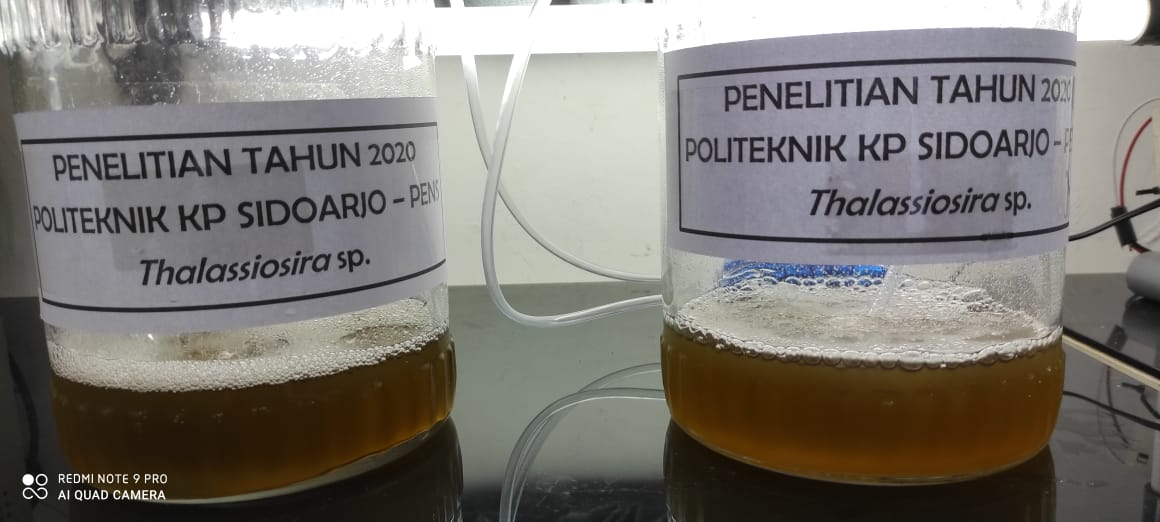 PENELITIAN TAHUN 2020
POLITEKNIK KP SIDOARJO – PENS
Thalassiosira sp.
PENELITIAN TAHUN 2020
POLITEKNIK KP SIDOARJO –
Thalassiosira sp.
REDMI NOTE 9 PRO
AI QUAD CAMERA